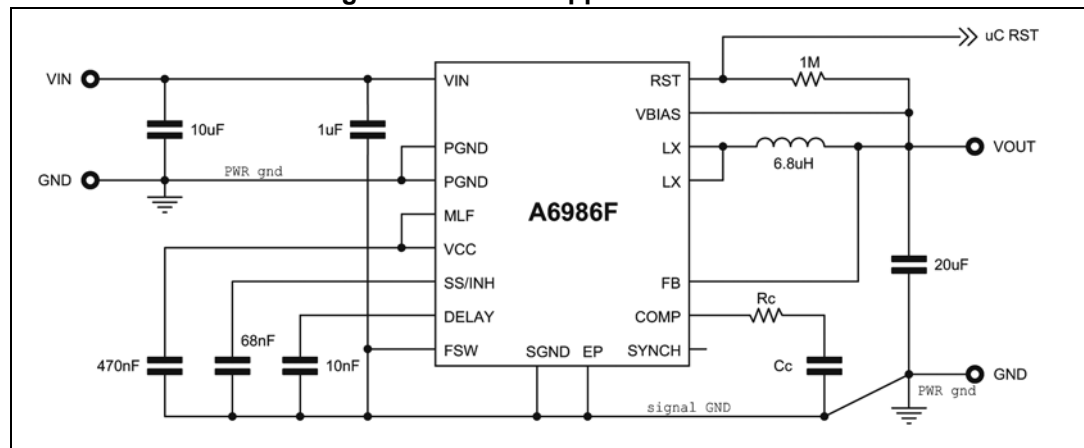 uC RST
1M
VIN
VIN
RST
10uF
1uF
VBIAS
PGND
LX
6.8uH
VOUT
GND
PWR gnd
PGND
LX
A6986F
MLF
VCC
SS/INH
FB
20uF
DELAY
COMP
Rc
470nF
68nF
10nF
FSW
SGND
EP
SYNCH
Cc
GND
PWR gnd
signal GND